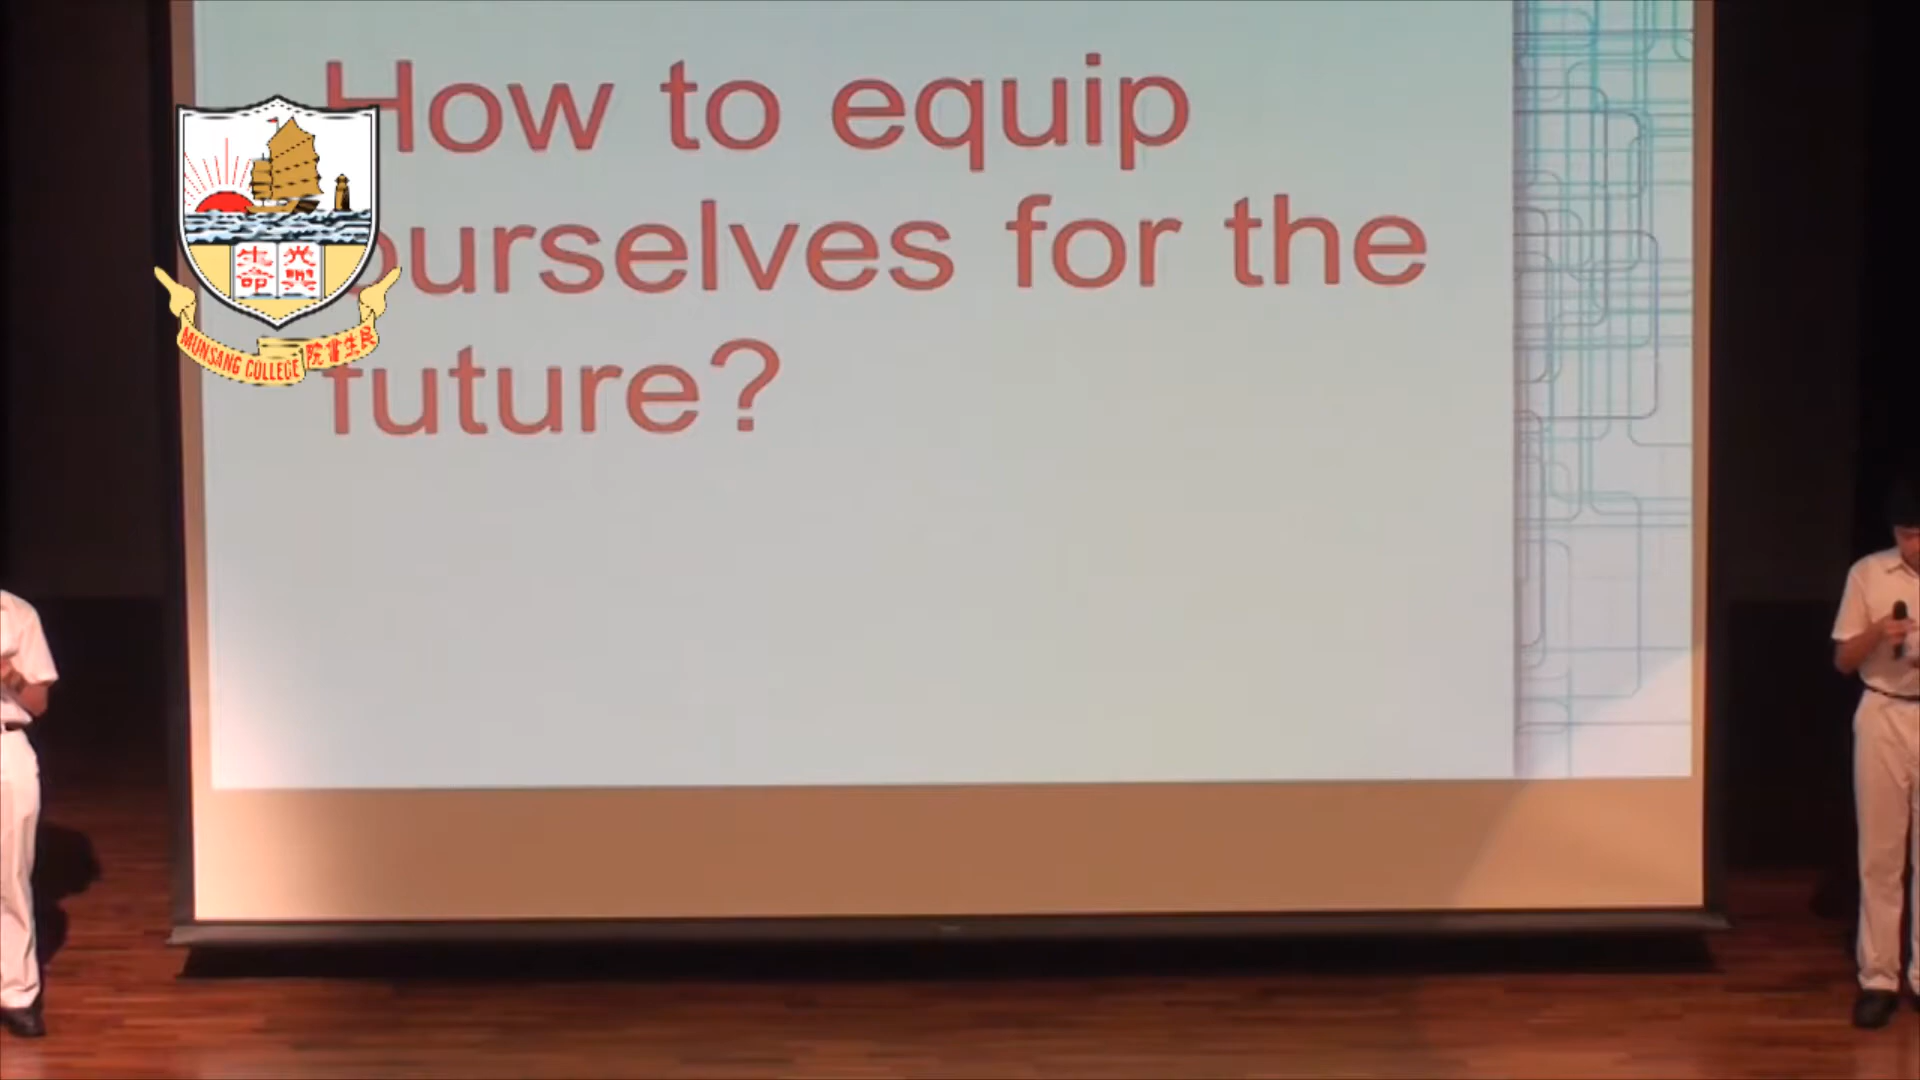 How to equip
ourselves for the
future?
生 光
命 與
MUNSANG COLLEGE 院書生民